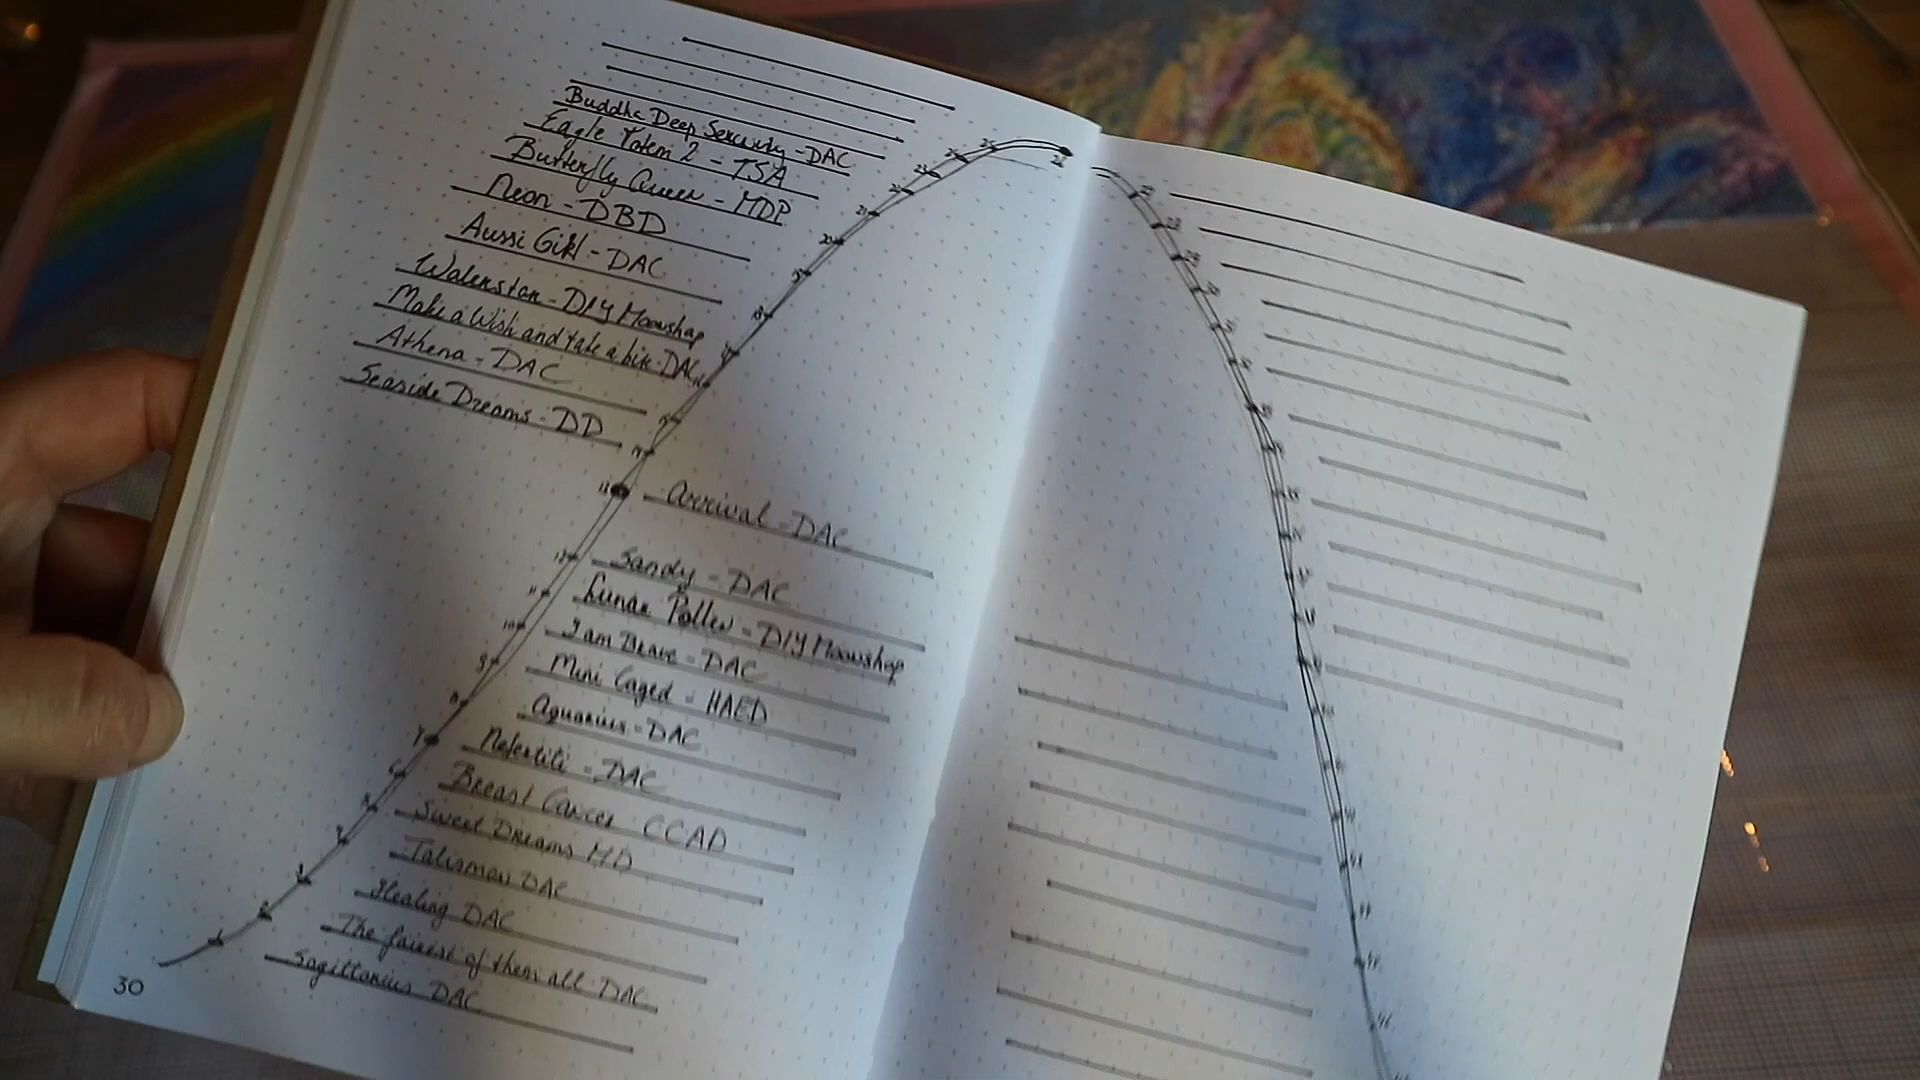 Buddha Deep Serenity - DAC
Eagle Totem 2 - TSA
Butterfly Queen - MDP
Neon - DBD
Aussi Girl - DAC
DIY Moonshop
Make a Wish and take a bite - DAC
Athena - DAC
Seaside Dreams - DD
Arrival - DAC
Sandy - DAC
Lunar Pollen - DIY Moonshop
I am Brave - DAC
Mini Caged - HAED
Aquarius - DAC
Nefertiti - DAC
Breast Cancer - CCAD
Sweet Dreams MD
Talisman DAC
Healing DAC
The fairest of them all - DAC
Sagittarius DAC
30